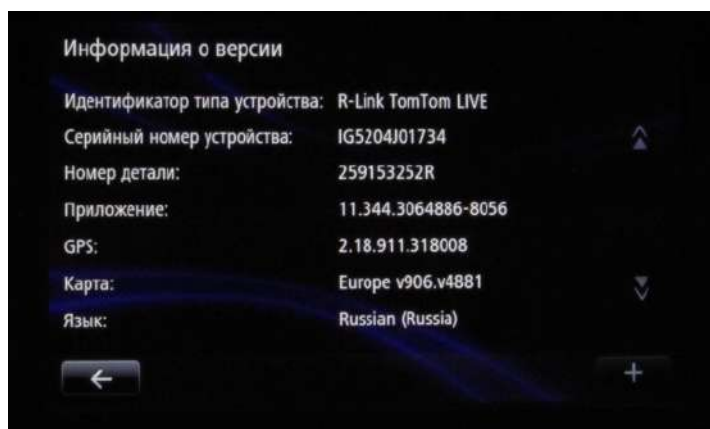 Информация о версии
Идентификатор типа устройства: R-Link TomTom LIVE
Серийный номер устройства: IG5204J01734
Номер детали: 259153252R
Приложение: 11.344.3064886-8056
GPS: 2.18.911.318008
Карта: Europe v906.v4881
Язык: Russian (Russia)